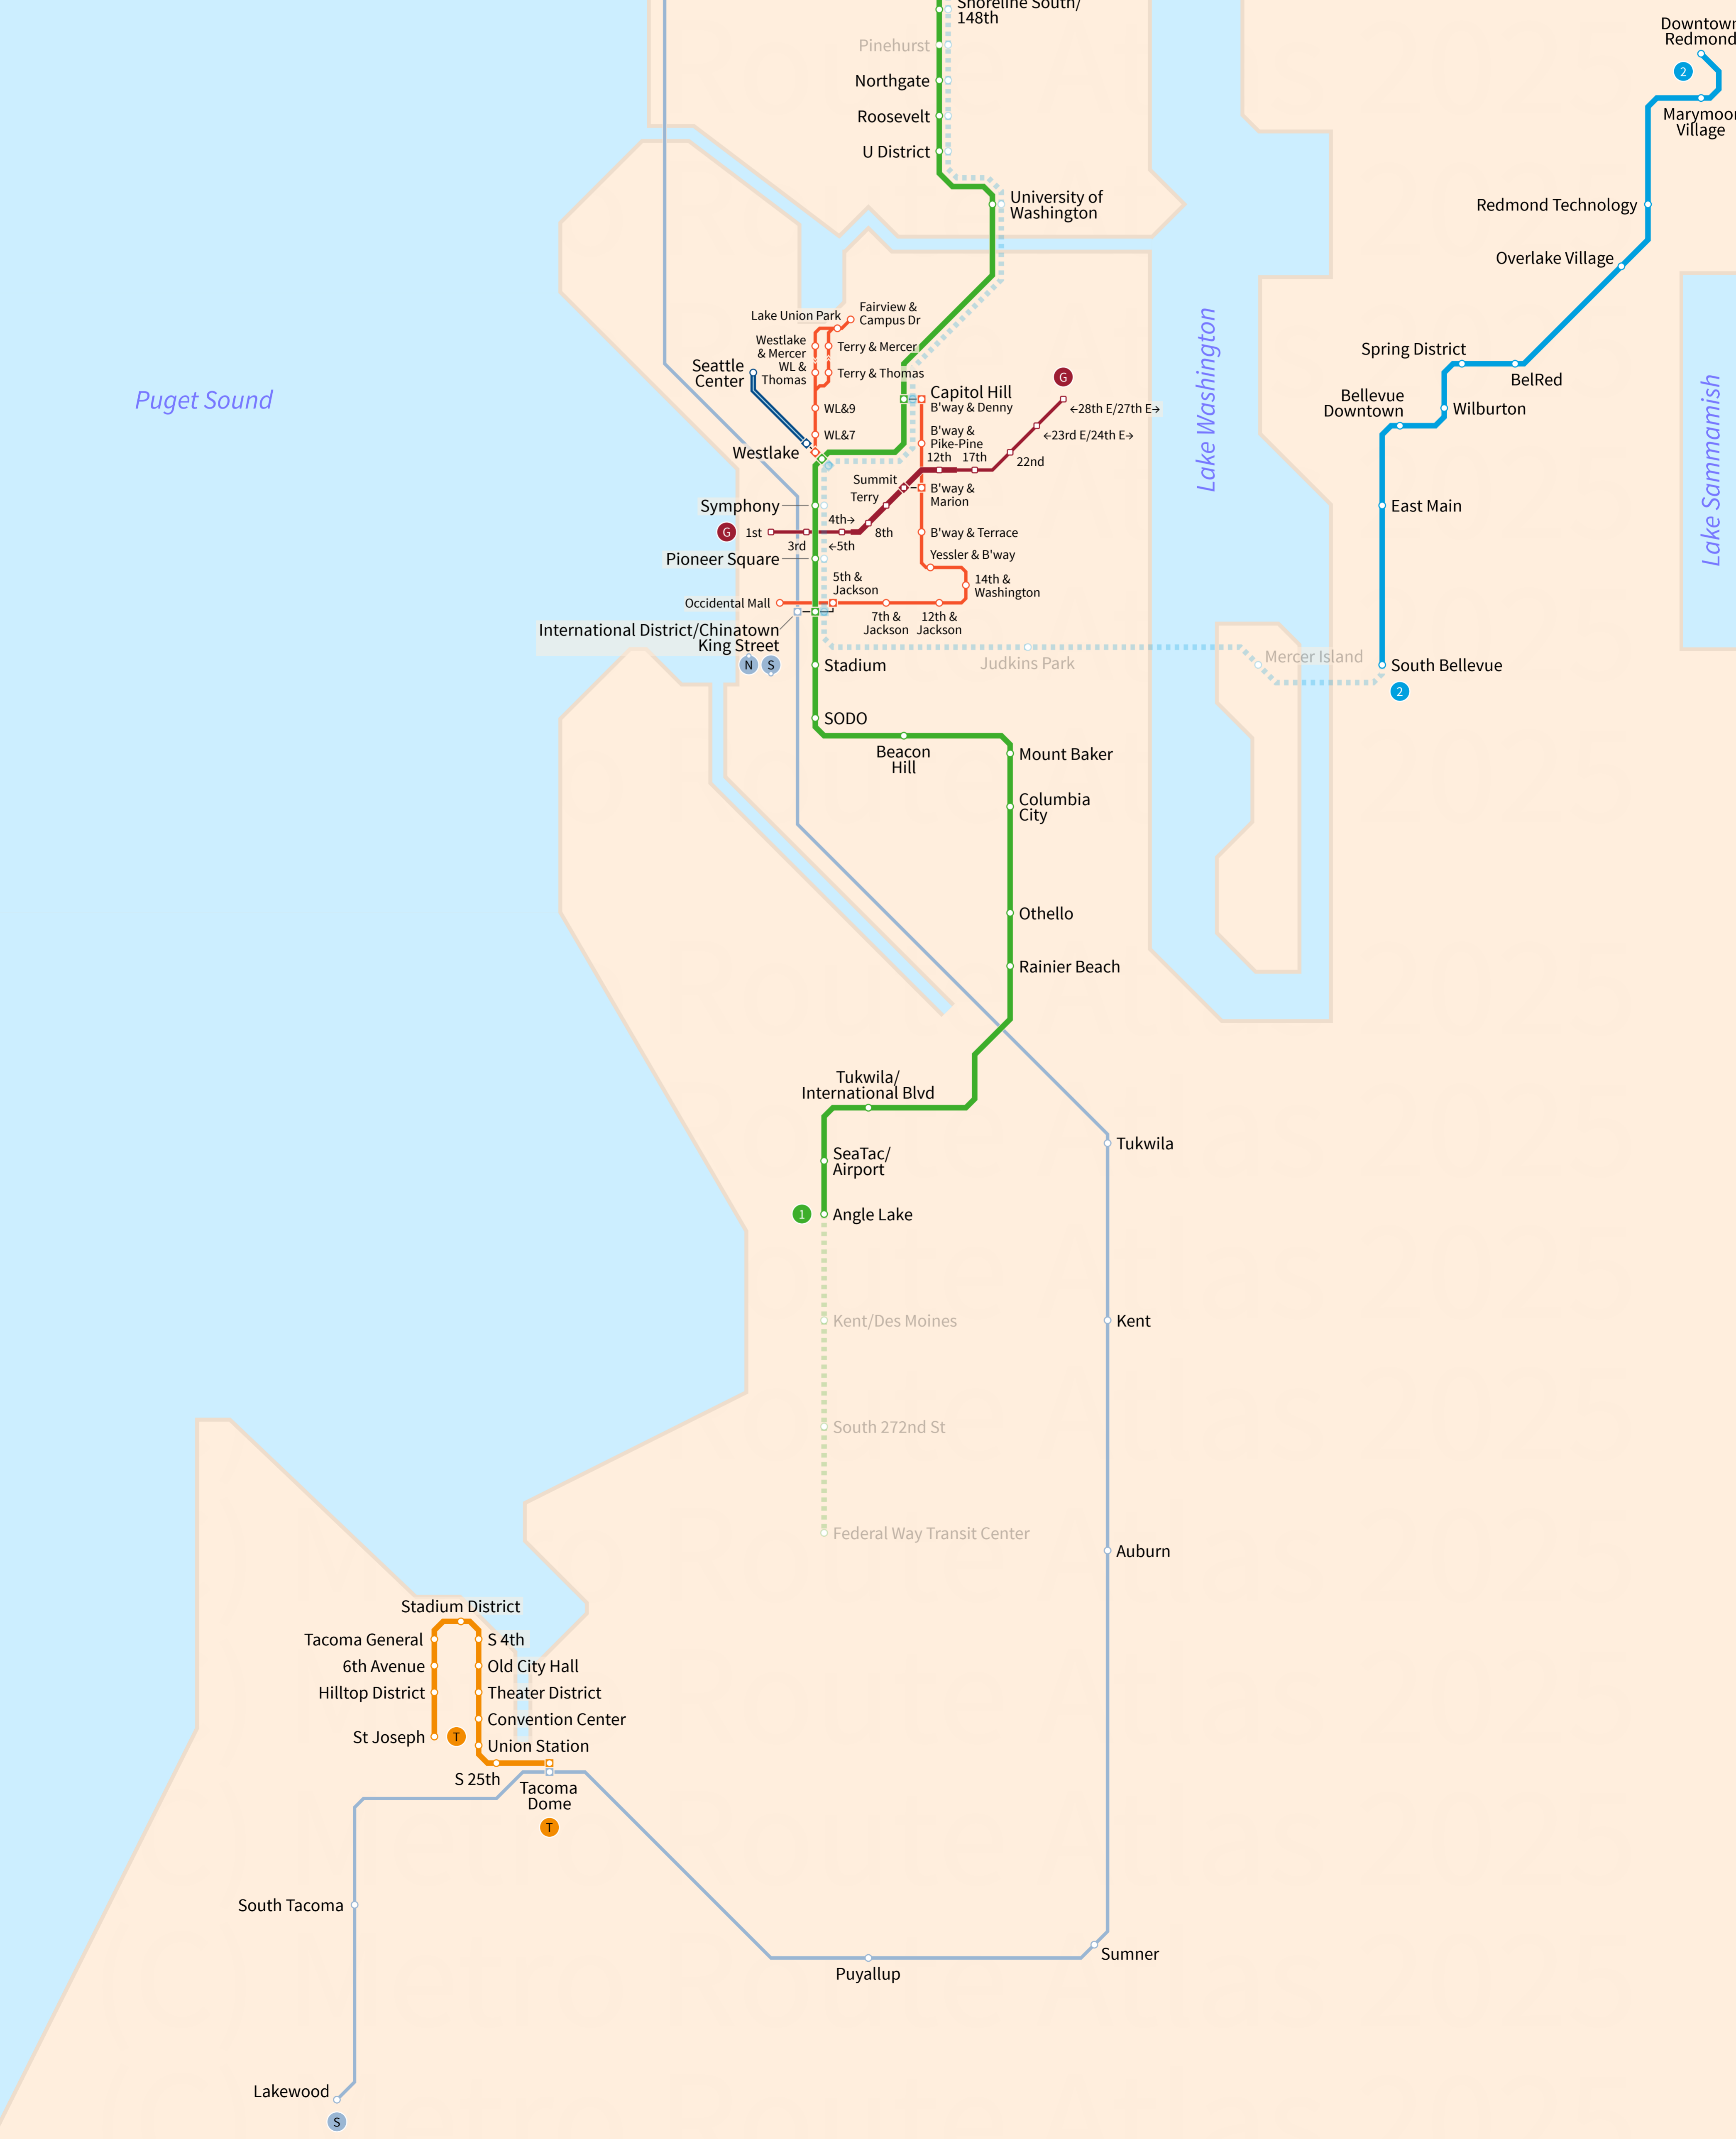 Shoreline South/
148th
Pinehurst
Northgate
Roosevelt
U District
University of
Washington
Downtown
Redmond
2
Marymoor
Village
Redmond Technology
Overlake Village
Spring District
BelRed
Bellevue
Downtown
Wilburton
East Main
South Bellevue
2
Mercer Island
Judkins Park
Lake Washington
Lake Sammamish
Puget Sound
Fairview &
Campus Dr
Lake Union Park
Westlake
& Mercer
Terry & Mercer
WL &
Thomas
Terry & Thomas
Seattle
Center
WL&9
WL&7
Westlake
Capitol Hill
B'way & Denny
B'way &
Pike-Pine
G
←28th E/27th E→
←23rd E/24th E→
22nd
12th
17th
Summit
Terry
B'way &
Marion
Symphony
4th→
8th
G
1st
3rd
←5th
B'way & Terrace
Yessler & B'way
Pioneer Square
5th &
Jackson
14th &
Washington
Occidental Mall
7th &
Jackson
12th &
Jackson
International District/Chinatown
King Street
N
S
Stadium
SODO
Beacon
Hill
Mount Baker
Columbia
City
Othello
Rainier Beach
Tukwila/
International Blvd
Tukwila
SeaTac/
Airport
1
Angle Lake
Kent/Des Moines
Kent
South 272nd St
Federal Way Transit Center
Auburn
Stadium District
Tacoma General
S 4th
6th Avenue
Old City Hall
Hilltop District
Theater District
Convention Center
St Joseph
T
Union Station
S 25th
Tacoma
Dome
T
South Tacoma
Sumner
Puyallup
Lakewood
S